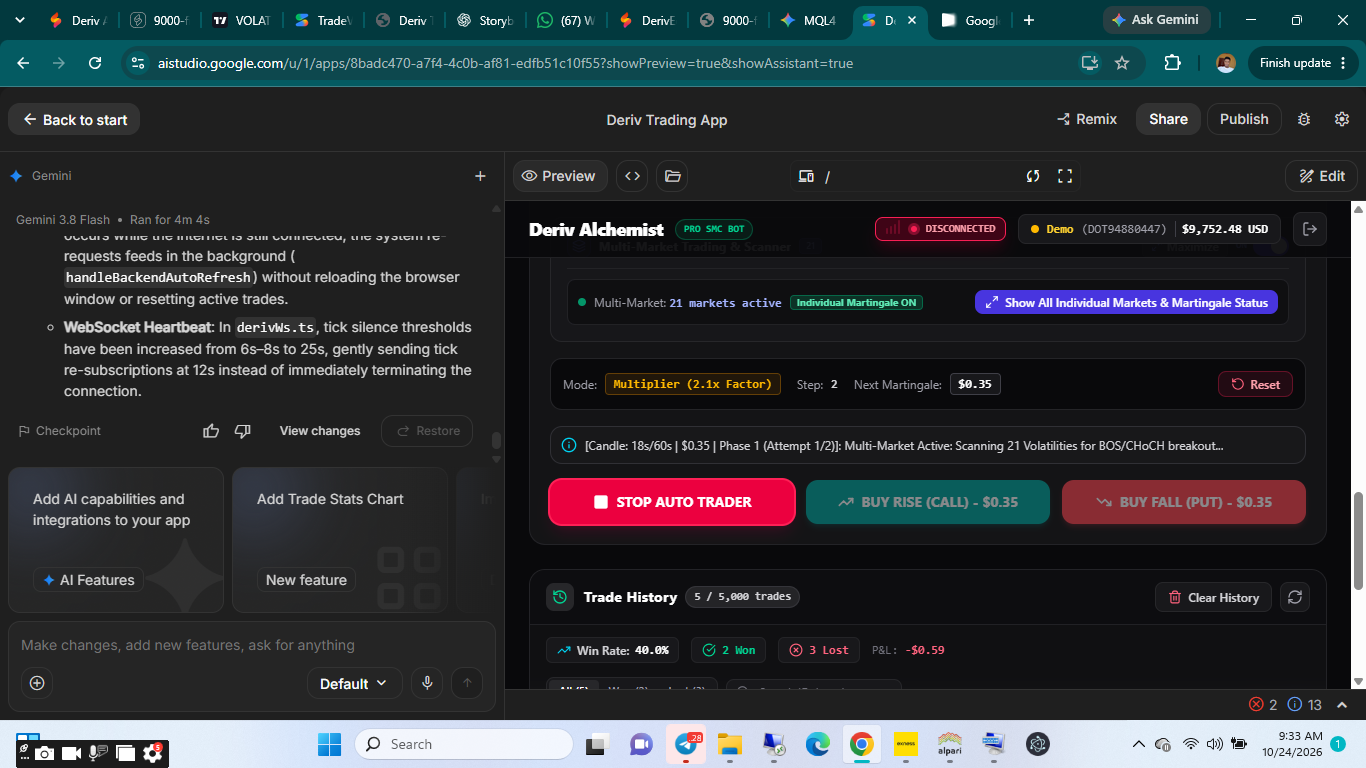 Deriv A
9000-f
VOLAT
TradeV
Deriv T
Storyb
(67) W
DerivE
9000-f
MQL4
De
Googl
Ask Gemini
aistudio.google.com/u/1/apps/8badc470-a7f4-4c0b-af81-edfb51c10f55?showPreview=true&showAssistant=true
Finish update
Back to start
Deriv Trading App
Remix
Share
Publish
Gemini
Preview
/
Edit
Gemini 3.8 Flash • Ran for 4m 4s
occurs while the internet is still connected, the system re-
requests feeds in the background (
handleBackendAutoRefresh) without reloading the browser
window or resetting active trades.
WebSocket Heartbeat: In derivWs.ts, tick silence thresholds
have been increased from 6s–8s to 25s, gently sending tick
re-subscriptions at 12s instead of immediately terminating the
connection.
Checkpoint
View changes
Restore
Add AI capabilities and
integrations to your app
AI Features
Add Trade Stats Chart
New feature
Make changes, add new features, ask for anything
Default
Deriv Alchemist
PRO SMC BOT
DISCONNECTED
Demo (DOT94880447) $9,752.48 USD
Multi-Market Trading & Scanner
Multi-Market: 21 markets active Individual Martingale ON
Show All Individual Markets & Martingale Status
Mode: Multiplier (2.1x Factor) Step: 2 Next Martingale: $0.35
Reset
[Candle: 18s/60s | $0.35 | Phase 1 (Attempt 1/2)]: Multi-Market Active: Scanning 21 Volatilities for BOS/CHoCH breakout...
STOP AUTO TRADER
BUY RISE (CALL) - $0.35
BUY FALL (PUT) - $0.35
Trade History 5 / 5,000 trades
Clear History
Win Rate: 40.0% 2 Won 3 Lost P&L: -$0.59
2 13
Search
28
exness
alpari
5
9:33 AM
10/24/2026
1